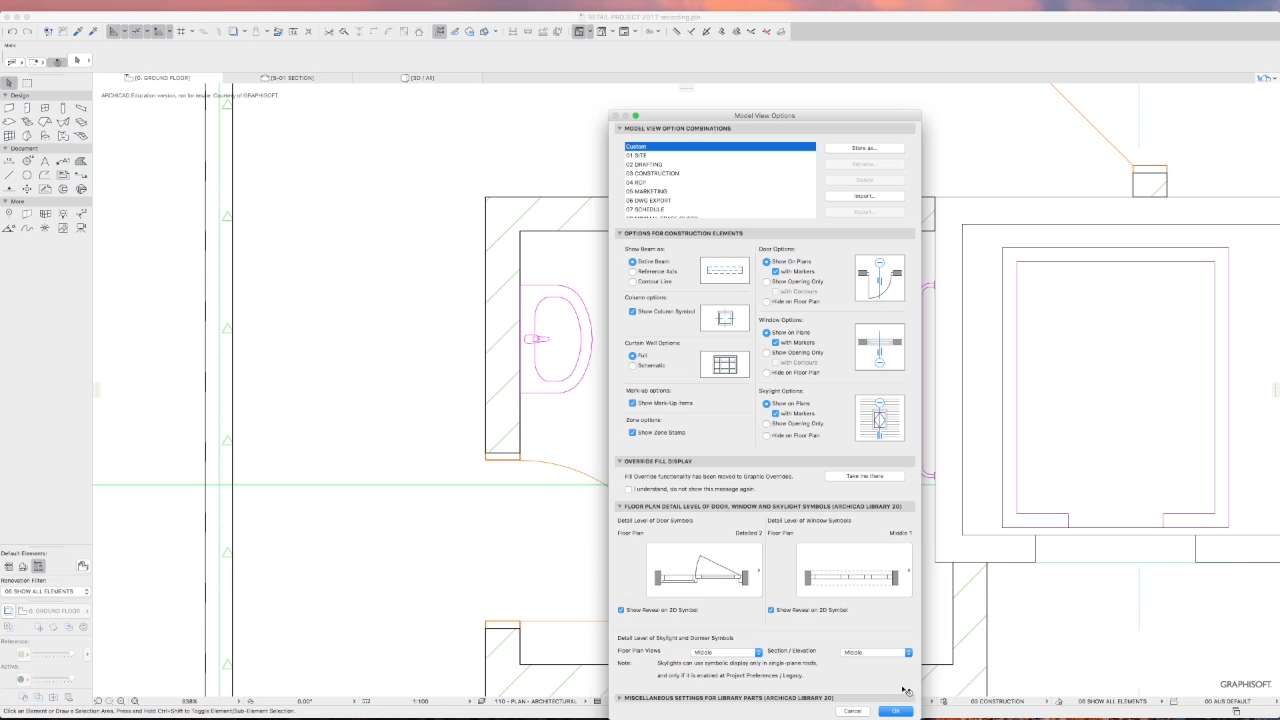 RETAIL PROJECT 2017 recording.pln
Main:
[0. GROUND FLOOR]
[S-01 SECTION]
[3D / All]
ARCHICAD Education version, not for resale. Courtesy of GRAPHISOFT.
Design
Document
More
Model View Options
MODEL VIEW OPTION COMBINATIONS
Custom
01 SITE
02 DRAFTING
03 CONSTRUCTION
04 RCP
05 MARKETING
06 DWG EXPORT
07 SCHEDULE
Store as...
Rename...
Delete
Import...
Export...
OPTIONS FOR CONSTRUCTION ELEMENTS
Show Beam as:
Entire Beam
Reference Axis
Contour Line
Column options:
Show Column Symbol
Curtain Wall Options:
Full
Schematic
Mark-up options:
Show Mark-Up Items
Zone options:
Show Zone Stamp
Door Options:
Show On Plans
with Markers
Show Opening Only
with Contours
Hide on Floor Plan
Window Options:
Show on Plans
with Markers
Show Opening Only
with Contours
Hide on Floor Plan
Skylight Options:
Show on Plans
with Markers
Show Opening Only
Hide on Floor Plan
OVERRIDE FILL DISPLAY
Fill Override functionality has been moved to Graphic Overrides.
Take me there
I understand, do not show this message again.
FLOOR PLAN DETAIL LEVEL OF DOOR, WINDOW AND SKYLIGHT SYMBOLS (ARCHICAD LIBRARY 20)
Detail Level of Door Symbols
Floor Plan Detailed 2
Show Reveal on 2D Symbol
Detail Level of Window Symbols
Floor Plan Middle 1
Show Reveal on 2D Symbol
Detail Level of Skylight and Dormer Symbols
Floor Plan Views Middle Section / Elevation Middle
Note: Skylights can use symbolic display only in single-plane roofs,
and only if it is enabled at Project Preferences / Legacy.
MISCELLANEOUS SETTINGS FOR LIBRARY PARTS (ARCHICAD LIBRARY 20)
Cancel
OK
Default Elements:
Renovation Filter:
06 SHOW ALL ELEMENTS
0. GROUND FLOOR
Reference:
Active:
GRAPHISOFT.
838% 0.00° 1:100 110 - PLAN - ARCHITECTURAL 03 CONSTRUCTION 06 SHOW ALL ELEMENTS 00 AUS DEFAULT
Click an Element or Draw a Selection Area. Press and Hold Ctrl+Shift to Toggle Element/Sub-Element Selection.